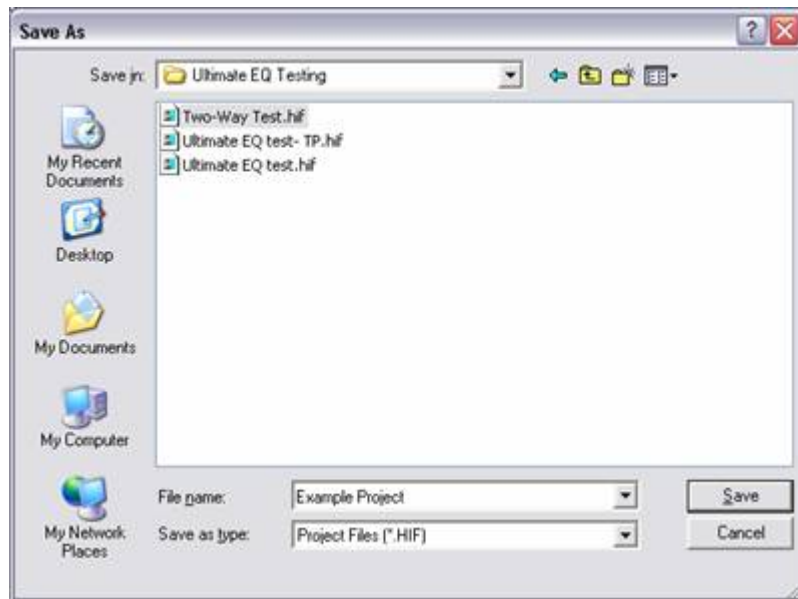 Save As
Save in: Ultimate EQ Testing
My Recent
Documents
Desktop
My Documents
My Computer
My Network
Places
Two-Way Test.hif
Ultimate EQ test- TP.hif
Ultimate EQ test.hif
File name: Example Project
Save
Save as type: Project Files (*.HIF)
Cancel